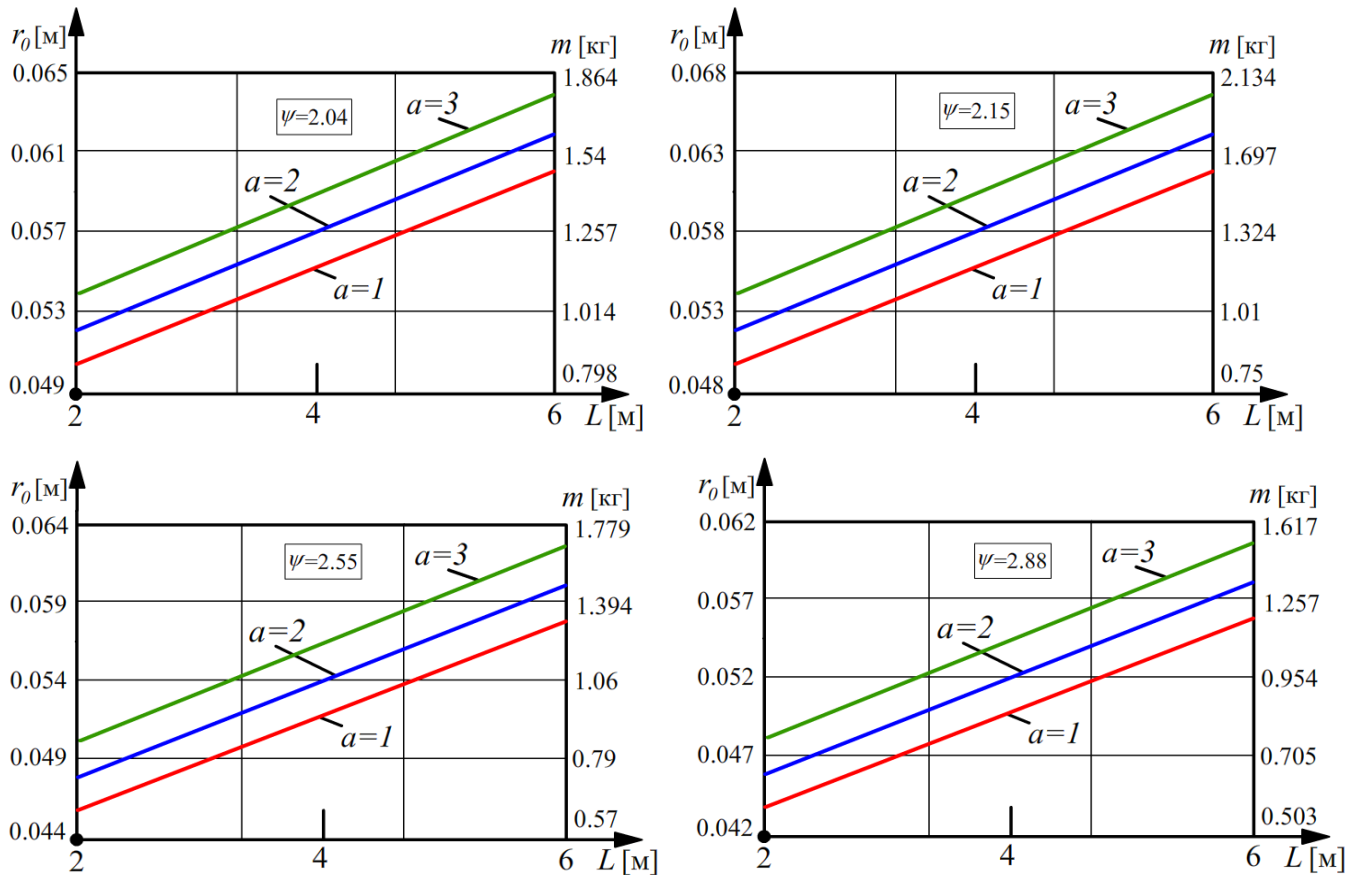 r₀ [м]
m [кг]
0.065
1.864
ψ=2.04
a=3
0.061
1.54
a=2
0.057
1.257
a=1
0.053
1.014
0.049
0.798
2
4
6
L [м]
r₀ [м]
m [кг]
0.068
2.134
ψ=2.15
a=3
0.063
1.697
a=2
0.058
1.324
a=1
0.053
1.01
0.048
0.75
2
4
6
L [м]
r₀ [м]
m [кг]
0.064
1.779
ψ=2.55
a=3
0.059
1.394
a=2
0.054
1.06
a=1
0.049
0.79
0.044
0.57
2
4
6
L [м]
r₀ [м]
m [кг]
0.062
1.617
ψ=2.88
a=3
0.057
1.257
a=2
0.052
0.954
a=1
0.047
0.705
0.042
0.503
2
4
6
L [м]